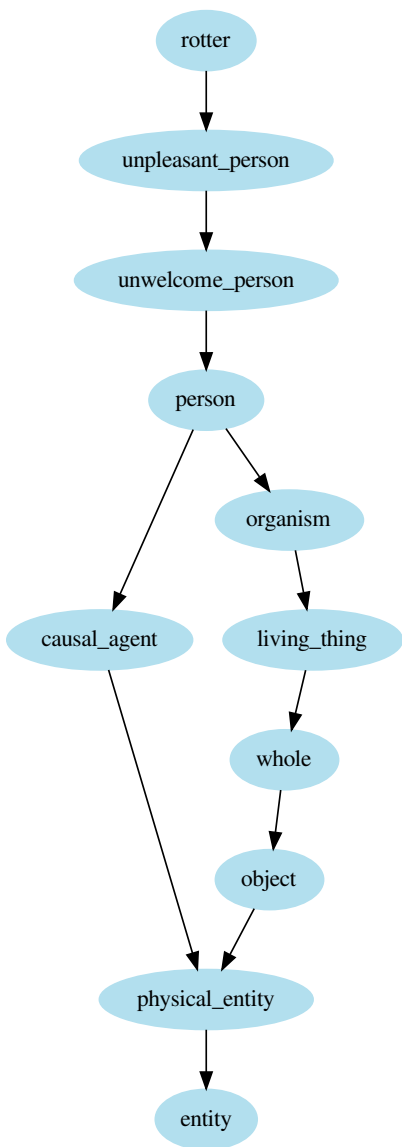 rotter
unpleasant_person
unwelcome_person
person
organism
causal_agent
living_thing
whole
object
physical_entity
entity